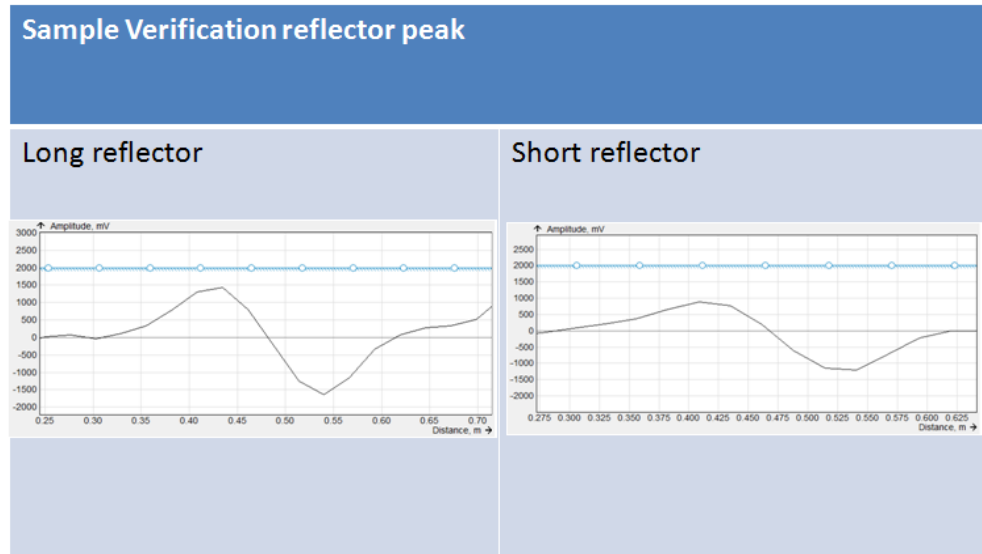 Sample Verification reflector peak
Long reflector
Short reflector
Amplitude, mV
3000
2500
2000
1500
1000
500
0
-500
-1000
-1500
-2000
0.25 0.30 0.35 0.40 0.45 0.50 0.55 0.60 0.65 0.70
Distance, m
Amplitude, mV
2500
2000
1500
1000
500
0
-500
-1000
-1500
-2000
0.275 0.300 0.325 0.350 0.375 0.400 0.425 0.450 0.475 0.500 0.525 0.550 0.575 0.600 0.625
Distance, m